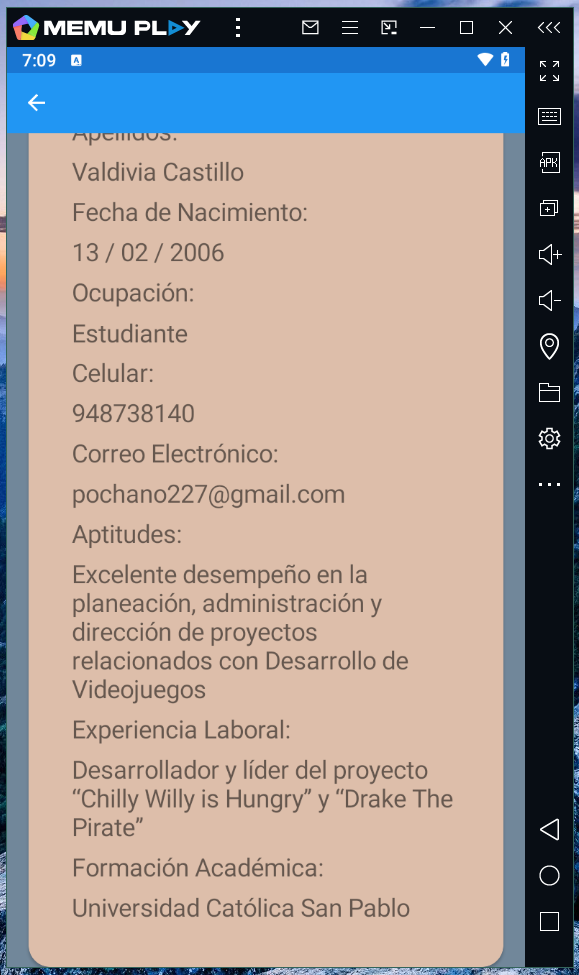 MEMU PLAY
7:09 A
APK
Apellidos:
Valdivia Castillo
Fecha de Nacimiento:
13 / 02 / 2006
Ocupación:
Estudiante
Celular:
948738140
Correo Electrónico:
pochano227@gmail.com
Aptitudes:
Excelente desempeño en la
planeación, administración y
dirección de proyectos
relacionados con Desarrollo de
Videojuegos
Experiencia Laboral:
Desarrollador y líder del proyecto
“Chilly Willy is Hungry” y “Drake The
Pirate”
Formación Académica:
Universidad Católica San Pablo